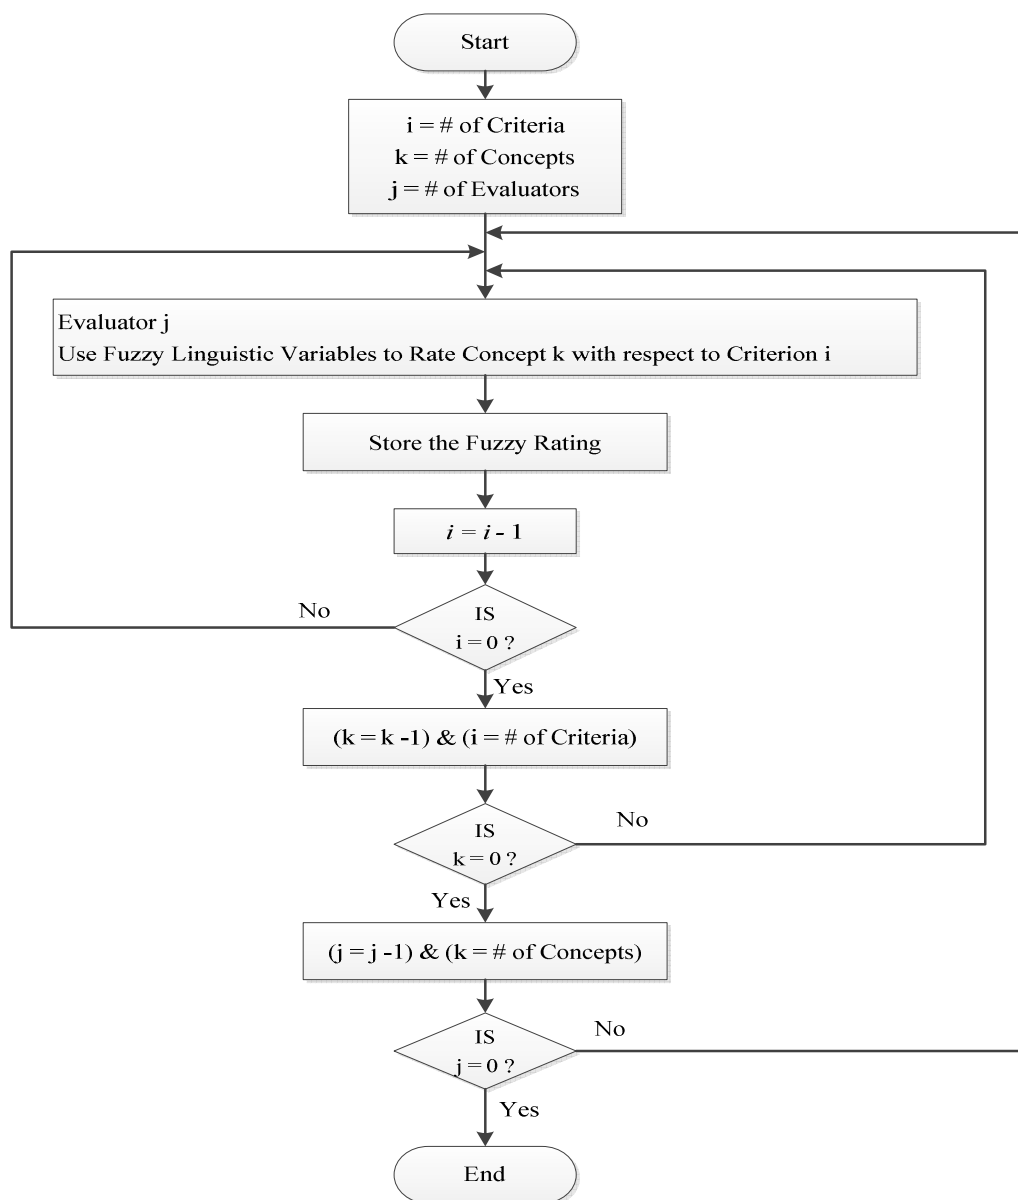 Start
i = # of Criteria
k = # of Concepts
j = # of Evaluators
Evaluator j
Use Fuzzy Linguistic Variables to Rate Concept k with respect to Criterion i
Store the Fuzzy Rating
i = i - 1
IS
i = 0 ?
No
Yes
(k = k -1) & (i = # of Criteria)
IS
k = 0 ?
No
Yes
(j = j -1) & (k = # of Concepts)
IS
j = 0 ?
No
Yes
End